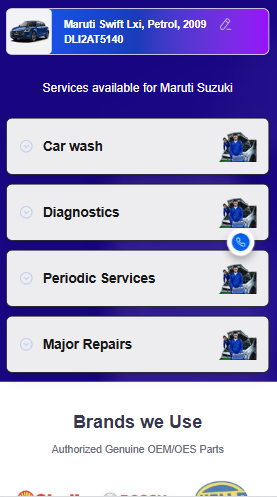 Maruti Swift Lxi, Petrol, 2009
DLI2AT5140
Services available for Maruti Suzuki
Car wash
Diagnostics
Periodic Services
Major Repairs
Brands we Use
Authorized Genuine OEM/OES Parts